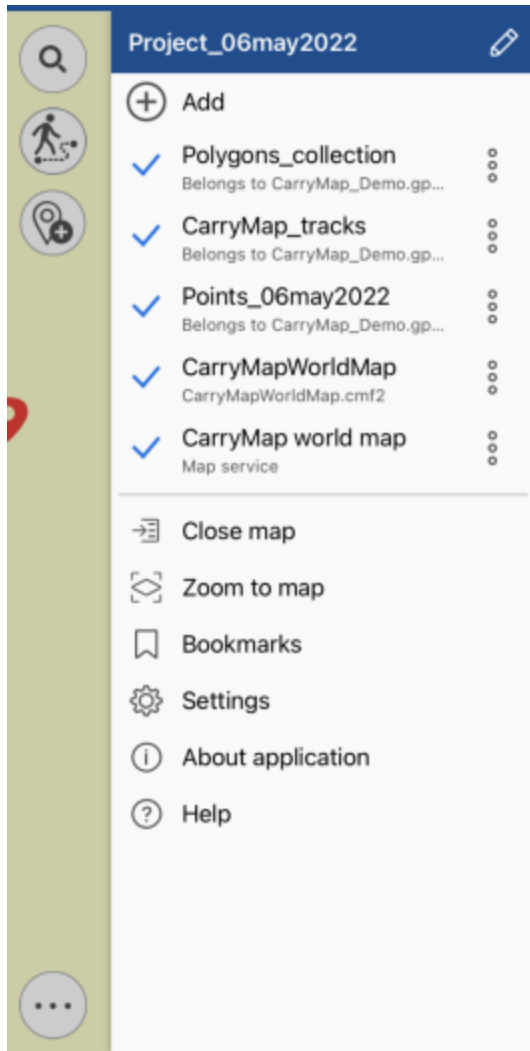 Project_06may2022
Add
Polygons_collection
Belongs to CarryMap_Demo.gp...
CarryMap_tracks
Belongs to CarryMap_Demo.gp...
Points_06may2022
Belongs to CarryMap_Demo.gp...
CarryMapWorldMap
CarryMapWorldMap.cmf2
CarryMap world map
Map service
Close map
Zoom to map
Bookmarks
Settings
About application
Help